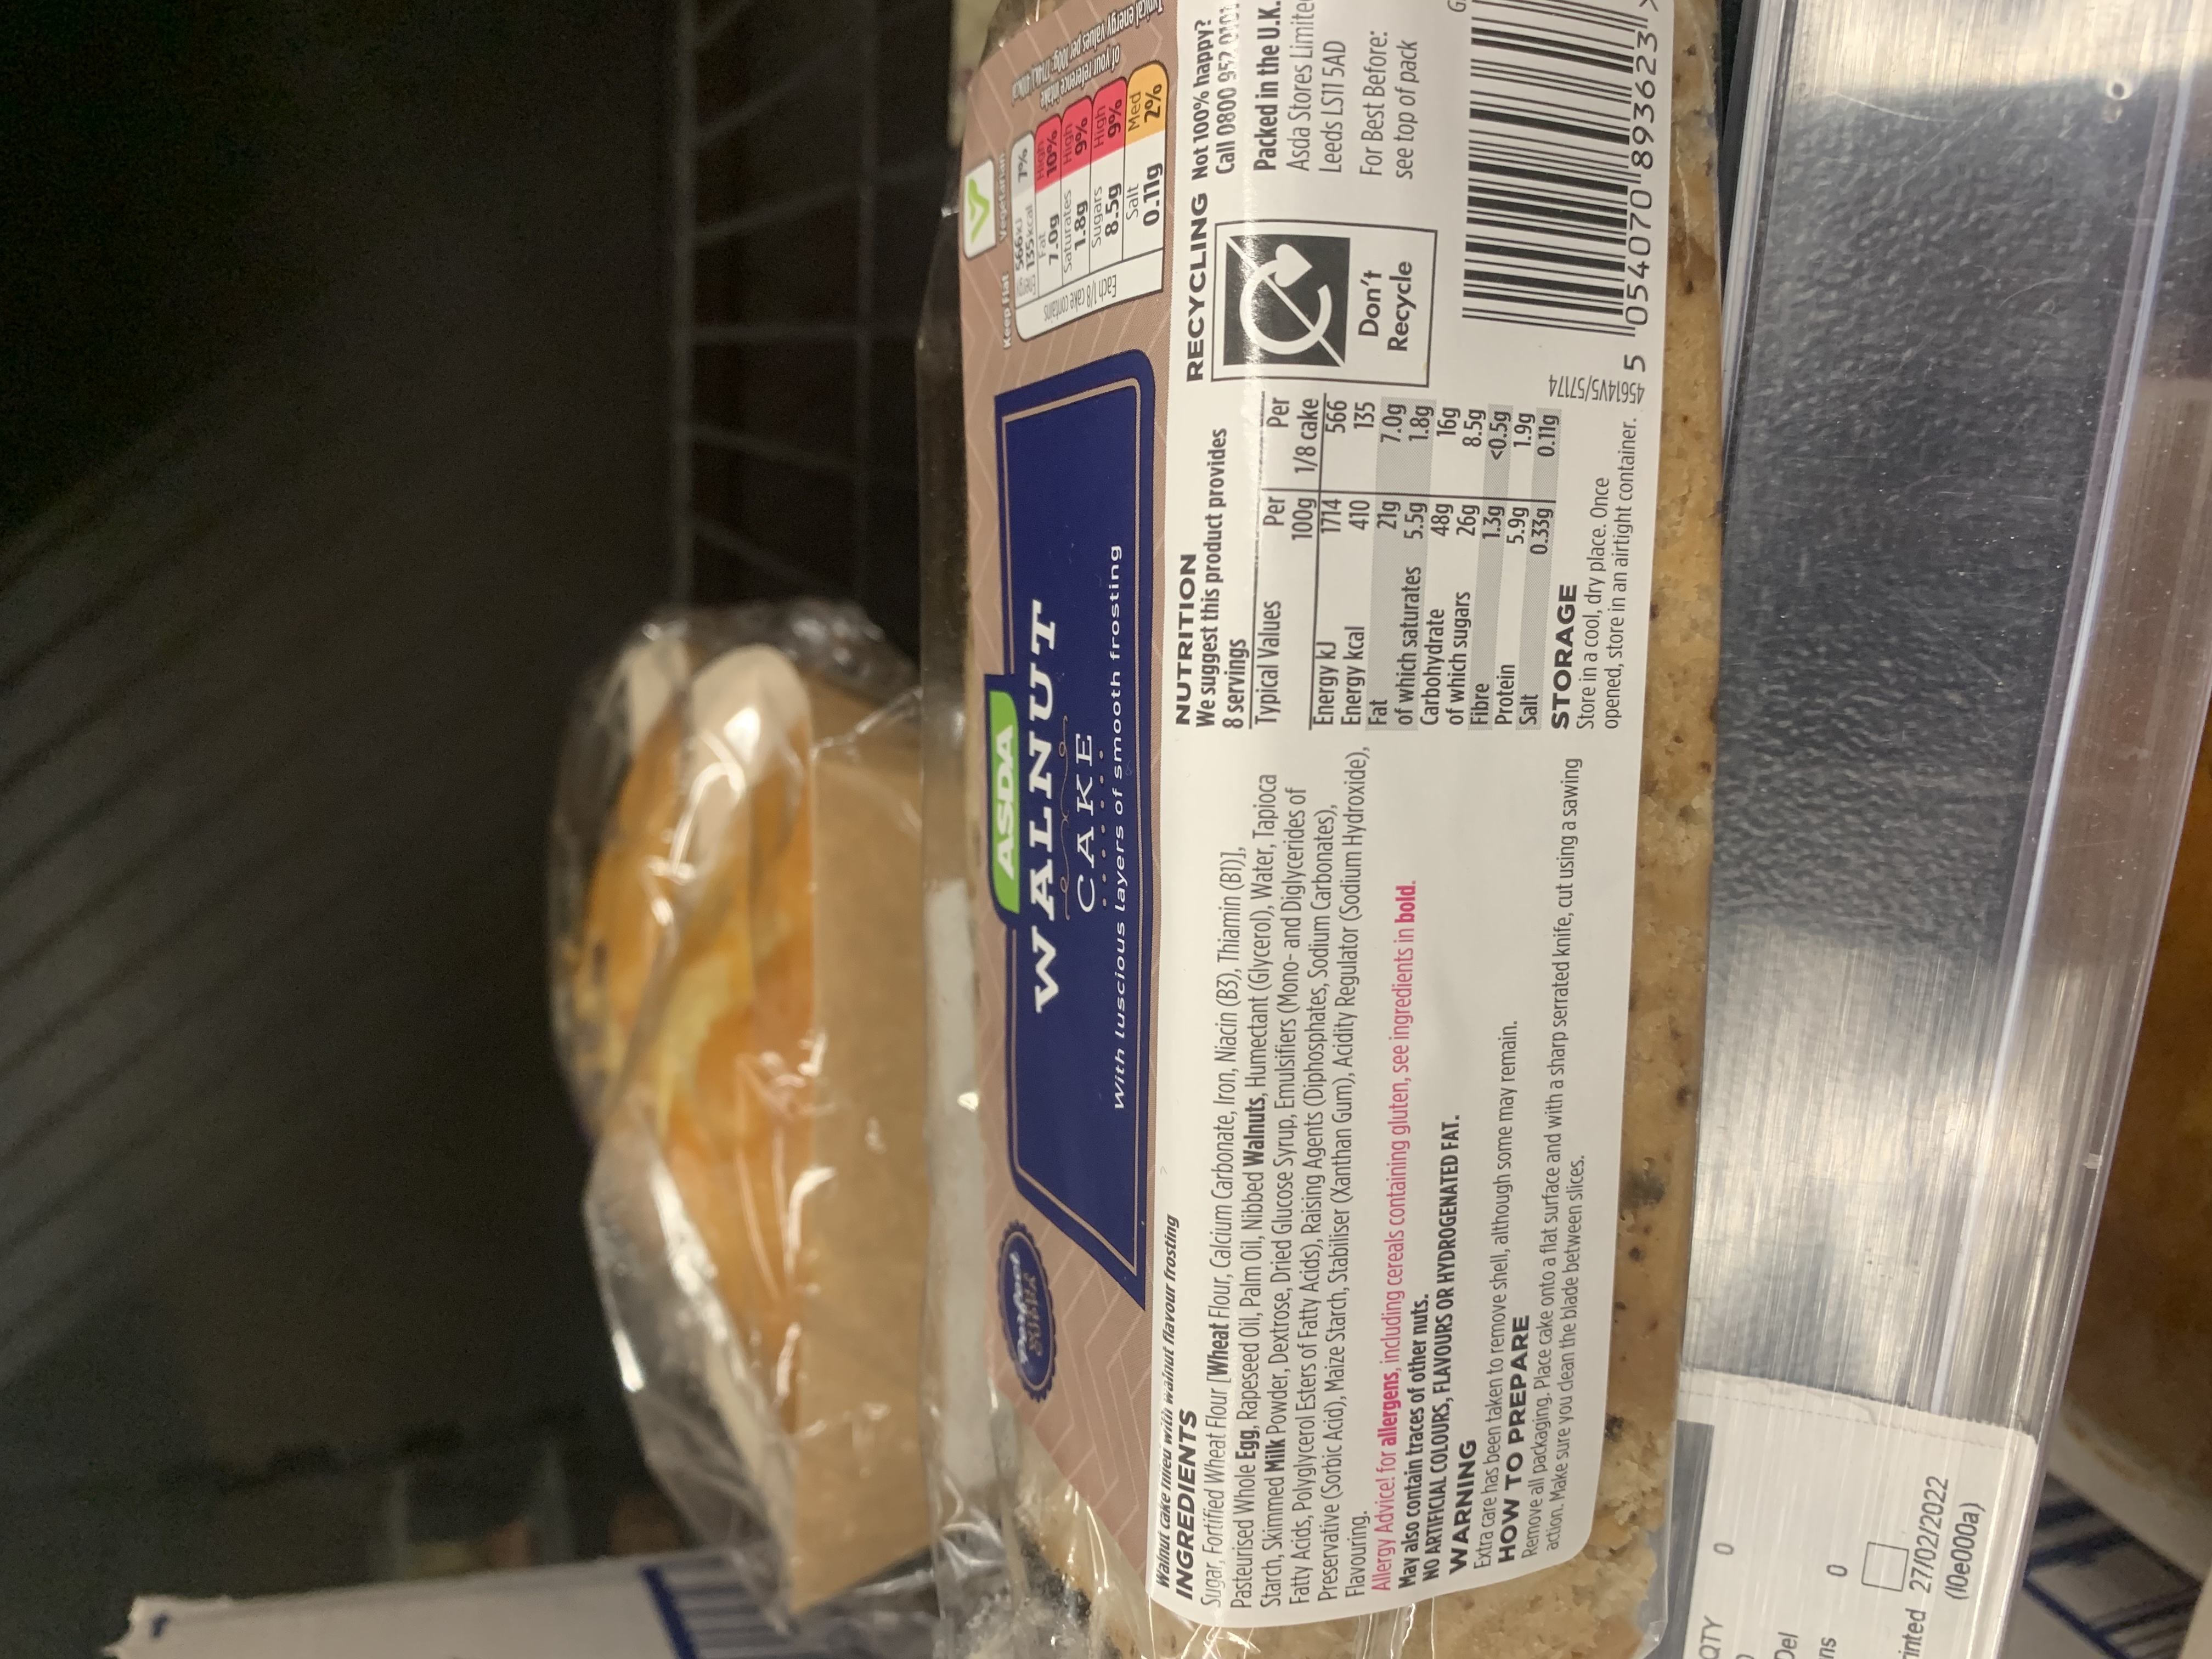 Perfect
WITH A
CUPPA
ASDA
WALNUT
CAKE
With luscious layers of smooth frosting
Keep Flat
Vegetarian
Each 1/8 cake contains
Energy
566kJ
135kcal
7%
Fat
7.0g
High
10%
Saturates
1.8g
High
9%
Sugars
8.5g
High
9%
Salt
0.11g
Med
2%
of your reference intake
Walnut cake filled with walnut flavour frosting
INGREDIENTS
Sugar, Fortified Wheat Flour [Wheat Flour, Calcium Carbonate, Iron, Niacin (B3), Thiamin (B1)],
Pasteurised Whole Egg, Rapeseed Oil, Palm Oil, Nibbed Walnuts, Humectant (Glycerol), Water, Tapioca
Starch, Skimmed Milk Powder, Dextrose, Dried Glucose Syrup, Emulsifiers (Mono- and Diglycerides of
Fatty Acids, Polyglycerol Esters of Fatty Acids), Raising Agents (Diphosphates, Sodium Carbonates),
Preservative (Sorbic Acid), Maize Starch, Stabiliser (Xanthan Gum), Acidity Regulator (Sodium Hydroxide),
Flavouring.
Allergy Advice! for allergens, including cereals containing gluten, see ingredients in bold.
May also contain traces of other nuts.
NO ARTIFICIAL COLOURS, FLAVOURS OR HYDROGENATED FAT.
WARNING
Extra care has been taken to remove shell, although some may remain.
HOW TO PREPARE
Remove all packaging. Place cake onto a flat surface and with a sharp serrated knife, cut using a sawing
action. Make sure you clean the blade between slices.
NUTRITION
We suggest this product provides
8 servings
Typical Values Per 100g Per 1/8 cake
Energy kJ 1714 566
Energy kcal 410 135
Fat 21g 7.0g
of which saturates 5.5g 1.8g
Carbohydrate 48g 16g
of which sugars 26g 8.5g
Fibre 1.3g <0.5g
Protein 5.9g 1.9g
Salt 0.33g 0.11g
STORAGE
Store in a cool, dry place. Once
opened, store in an airtight container.
45614V5/57174
RECYCLING
Don't
Recycle
Not 100% happy?
Call 0800 952 0101
Packed in the U.K.
Asda Stores Limite
Leeds LS11 5AD
For Best Before:
see top of pack
5 054070 893623 >
QTY 0
Del
ns 0
rinted 27/02/2022
(10e000a)